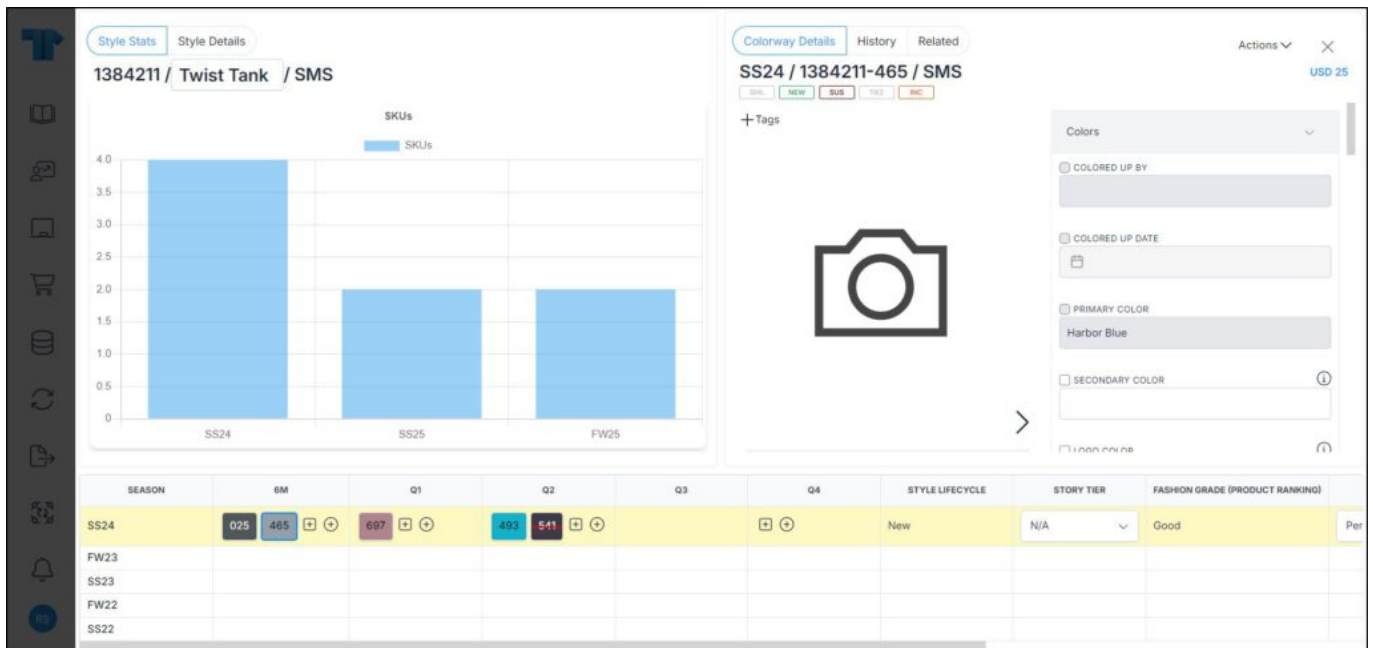 Style Stats Style Details
1384211 / Twist Tank / SMS
SKUs
SKUs
4.0
3.5
3.0
2.5
2.0
1.5
1.0
0.5
0
SS24 SS25 FW25
Colorway Details History Related
Actions
SS24 / 1384211-465 / SMS
USD 25
NEW SUS INC
+Tags
Colors
COLORED UP BY
COLORED UP DATE
PRIMARY COLOR
Harbor Blue
SECONDARY COLOR
LOGO COLOR
SEASON 6M Q1 Q2 Q3 Q4 STYLE LIFECYCLE STORY TIER FASHION GRADE (PRODUCT RANKING)
SS24 025 465 697 493 541 New N/A Good Per
FW23
SS23
FW22
SS22
RS